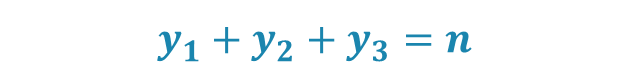 y₁ + y₂ + y₃ = n